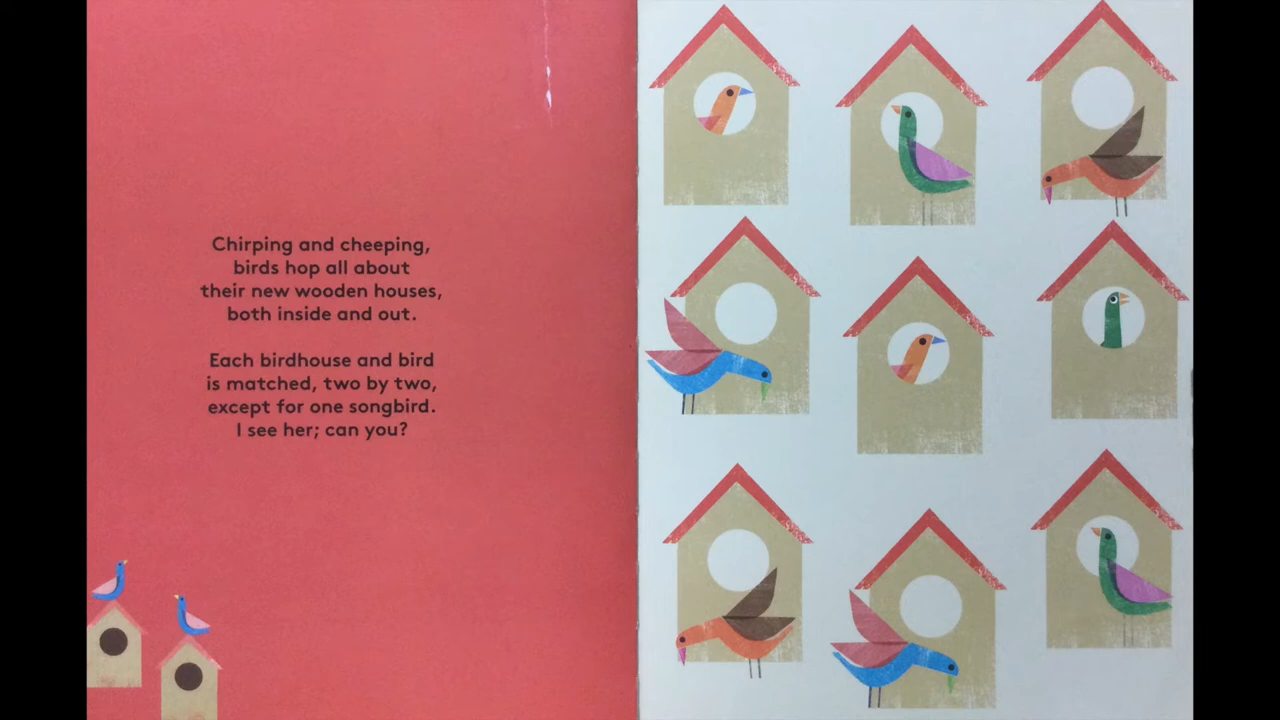 Chirping and cheeping,
birds hop all about
their new wooden houses,
both inside and out.
Each birdhouse and bird
is matched, two by two,
except for one songbird.
I see her; can you?